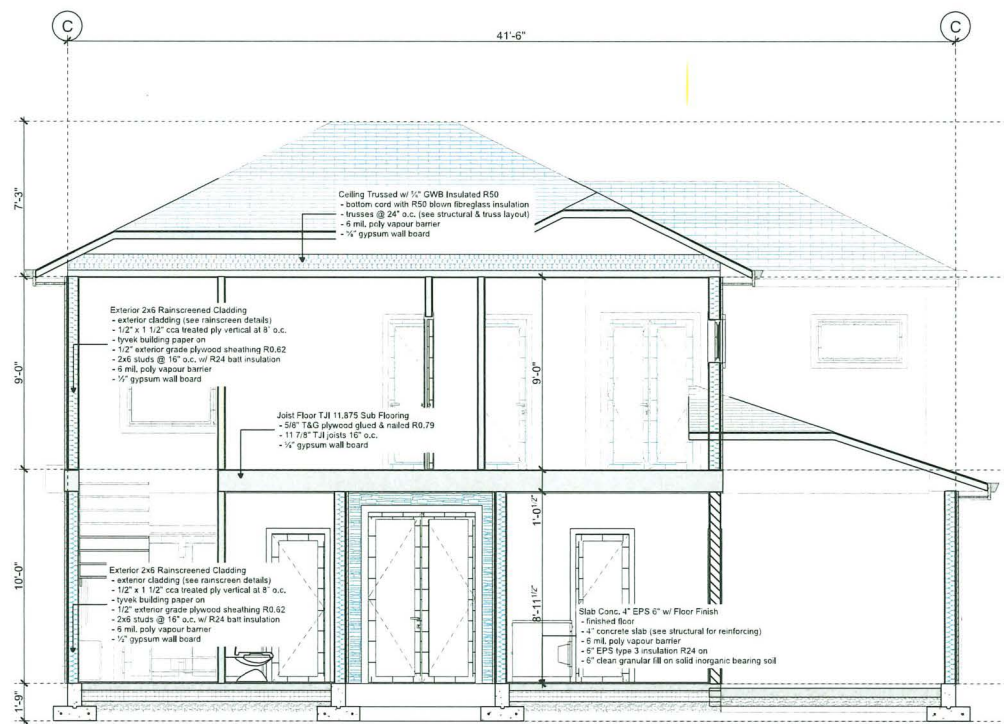 C
C
41'-6"
7'-3"
Ceiling Trussed w/ ⅝" GWB Insulated R50
- bottom cord with R50 blown fibreglass insulation
- trusses @ 24" o.c. (see structural & truss layout)
- 6 mil. poly vapour barrier
- ⅝" gypsum wall board
Exterior 2x6 Rainscreened Cladding
- exterior cladding (see rainscreen details)
- 1/2" x 1 1/2" cca treated ply vertical at 8" o.c.
- tyvek building paper on
- 1/2" exterior grade plywood sheathing R0.62
- 2x6 studs @ 16" o.c. w/ R24 batt insulation
- 6 mil. poly vapour barrier
- ½" gypsum wall board
9'-0"
9'-0"
Joist Floor TJI 11.875 Sub Flooring
- 5/8" T&G plywood glued & nailed R0.79
- 11 7/8" TJI joists 16" o.c.
- ½" gypsum wall board
1'-0 1/2"
10'-0"
8'-11 1/2"
Exterior 2x6 Rainscreened Cladding
- exterior cladding (see rainscreen details)
- 1/2" x 1 1/2" cca treated ply vertical at 8" o.c.
- tyvek building paper on
- 1/2" exterior grade plywood sheathing R0.62
- 2x6 studs @ 16" o.c. w/ R24 batt insulation
- 6 mil. poly vapour barrier
- ½" gypsum wall board
Slab Conc. 4" EPS 6" w/ Floor Finish
- finished floor
- 4" concrete slab (see structural for reinforcing)
- 6 mil. poly vapour barrier
- 6" EPS type 3 insulation R24 on
- 6" clean granular fill on solid inorganic bearing soil
1'-9"